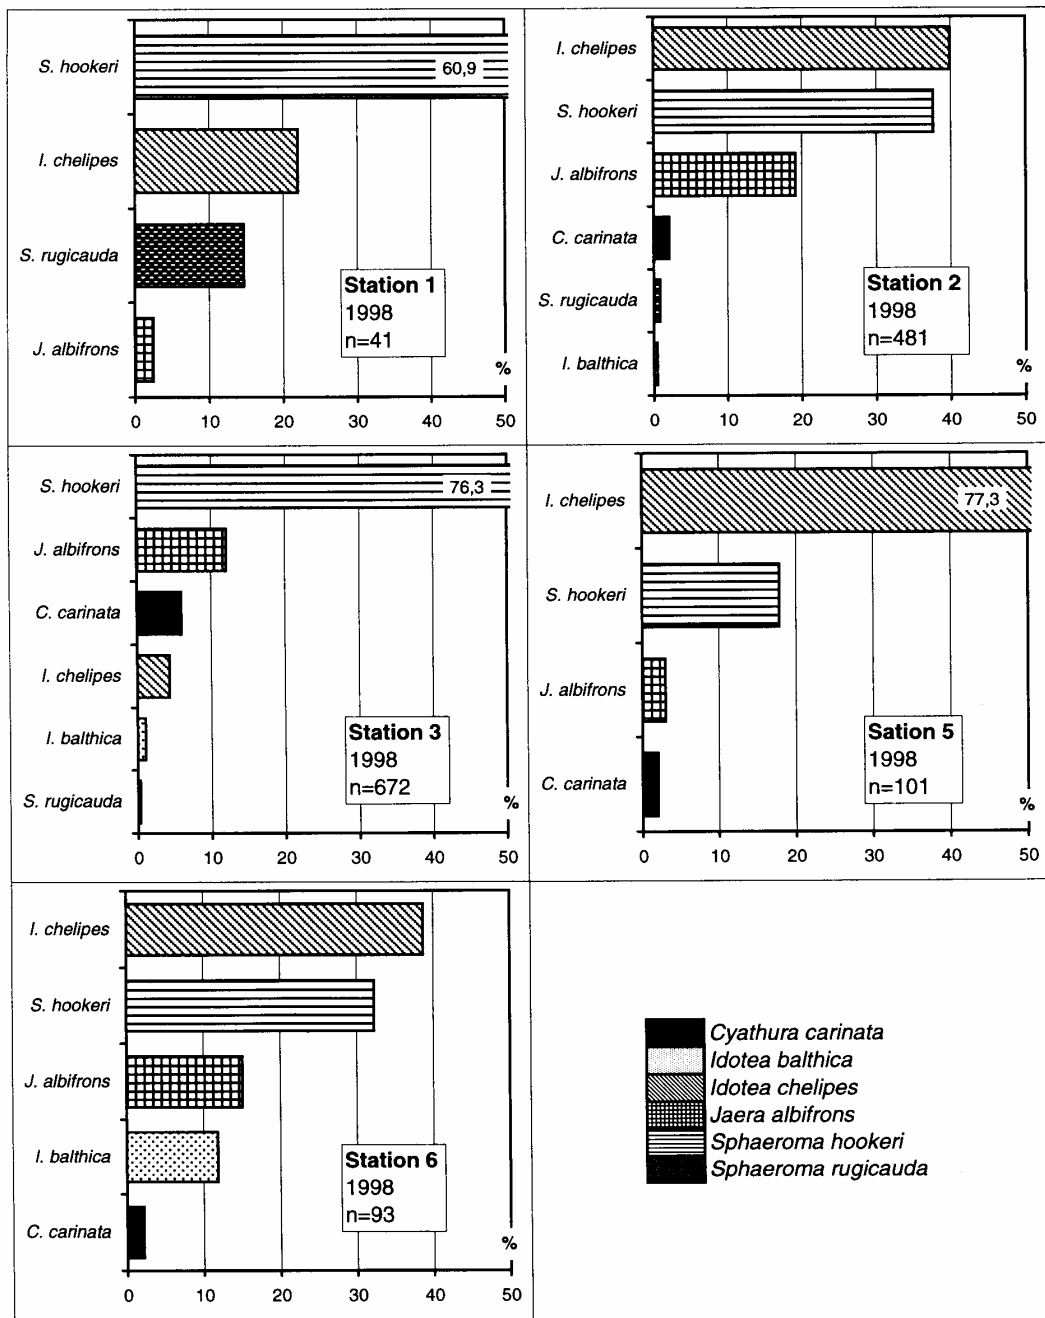 S. hookeri
60,9
I. chelipes
S. rugicauda
J. albifrons
Station 1
1998
n=41
%
0 10 20 30 40 50
I. chelipes
S. hookeri
J. albifrons
C. carinata
S. rugicauda
I. balthica
Station 2
1998
n=481
%
0 10 20 30 40 50
S. hookeri
76,3
J. albifrons
C. carinata
I. chelipes
I. balthica
S. rugicauda
Station 3
1998
n=672
%
0 10 20 30 40 50
I. chelipes
77,3
S. hookeri
J. albifrons
C. carinata
Sation 5
1998
n=101
%
0 10 20 30 40 50
I. chelipes
S. hookeri
J. albifrons
I. balthica
C. carinata
Station 6
1998
n=93
%
0 10 20 30 40 50
Cyathura carinata
Idotea balthica
Idotea chelipes
Jaera albifrons
Sphaeroma hookeri
Sphaeroma rugicauda